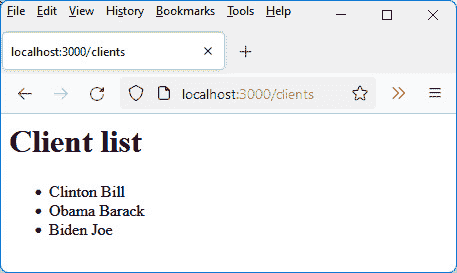 File Edit View History Bookmarks Tools Help
localhost:3000/clients
localhost:3000/clients
Client list
Clinton Bill
Obama Barack
Biden Joe